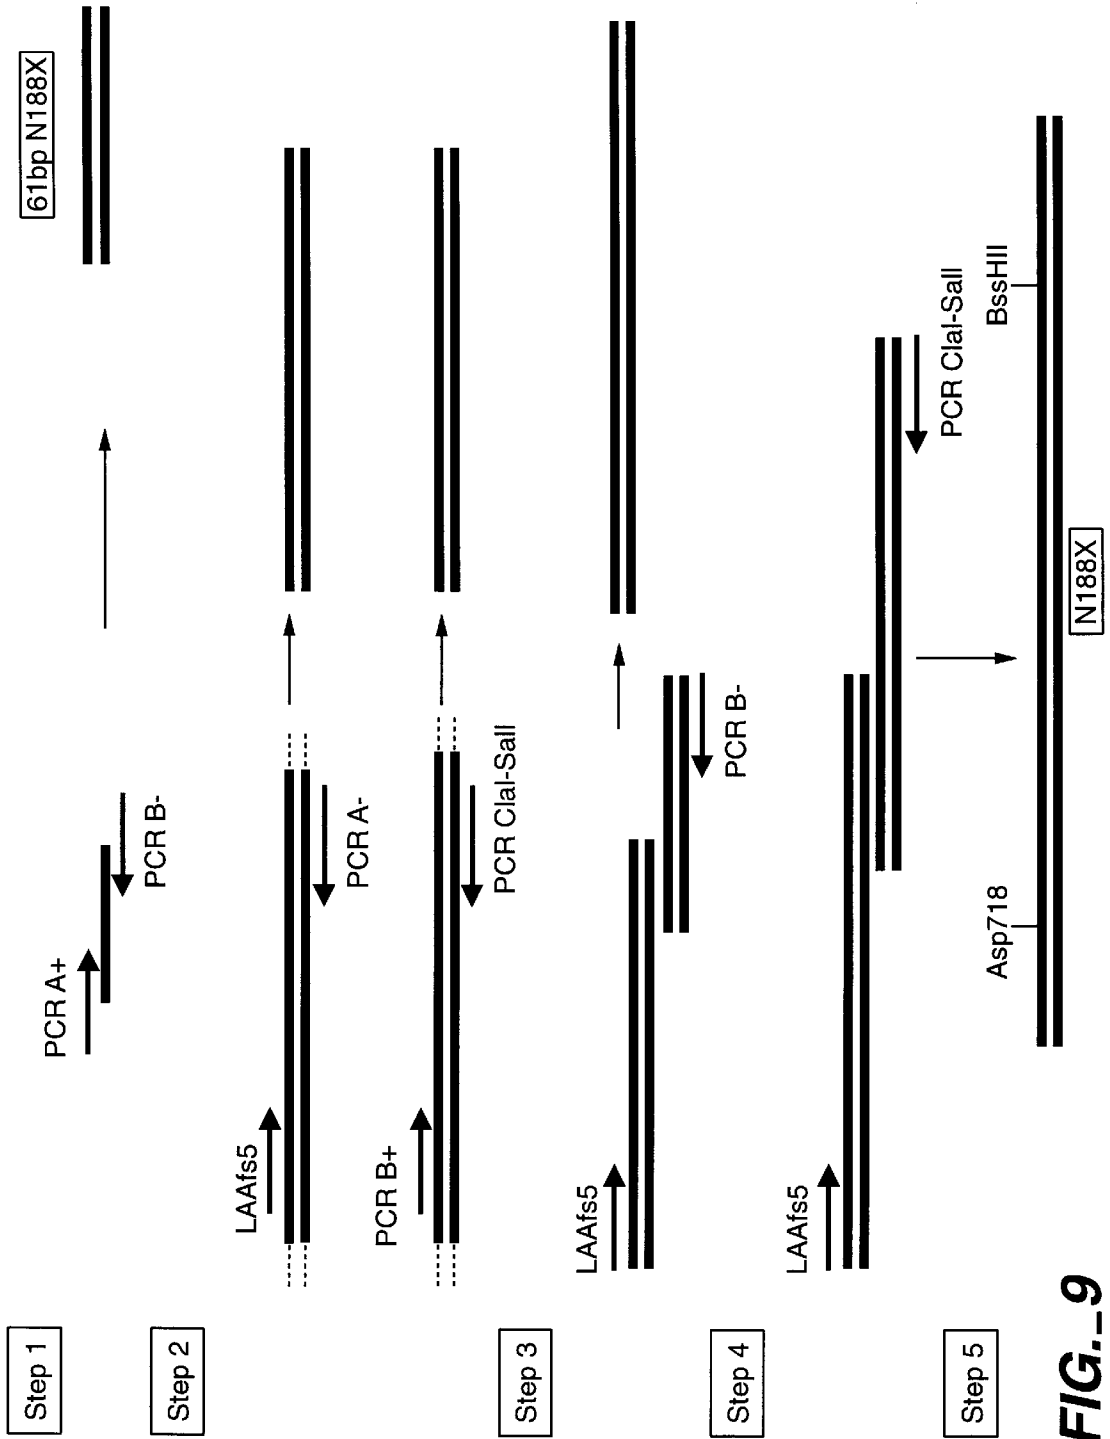 Step 1
PCR A+
PCR B-
61bp N188X
Step 2
LAAfs5
PCR A-
PCR B+
PCR ClaI-SalI
Step 3
LAAfs5
PCR B-
Step 4
LAAfs5
PCR ClaI-SalI
Step 5
Asp718
BssHII
N188X
FIG._9